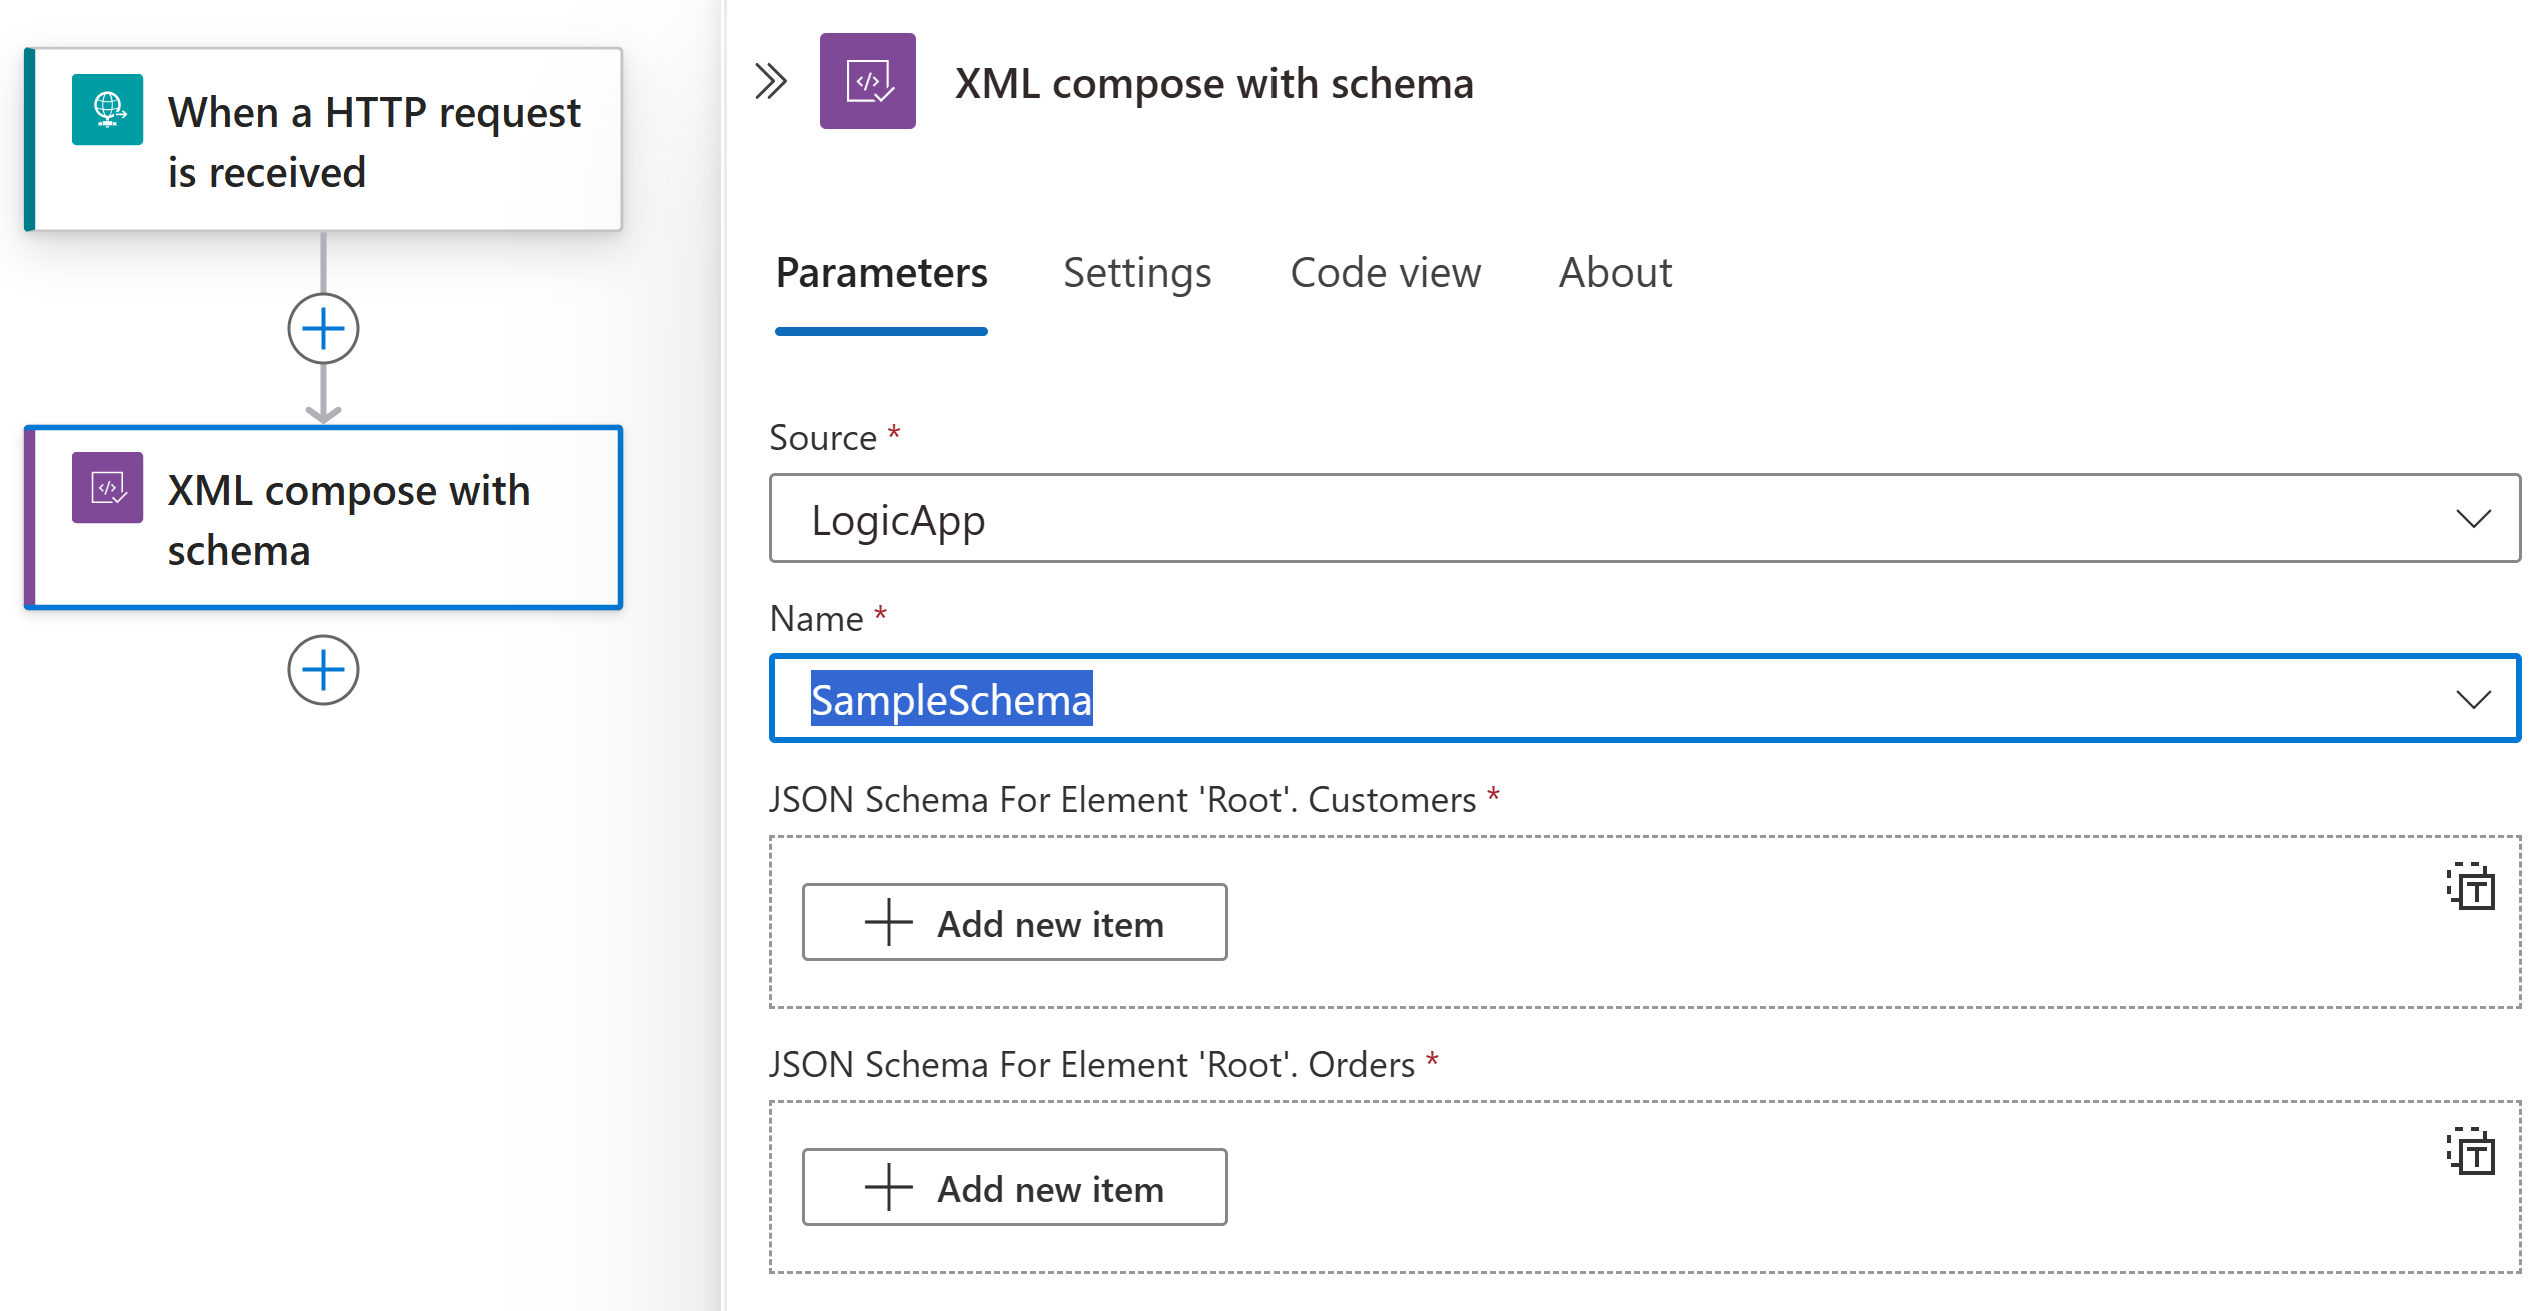 When a HTTP request
is received
XML compose with
schema
XML compose with schema
Parameters Settings Code view About
Source *
LogicApp
Name *
SampleSchema
JSON Schema For Element 'Root'. Customers *
Add new item
JSON Schema For Element 'Root'. Orders *
Add new item